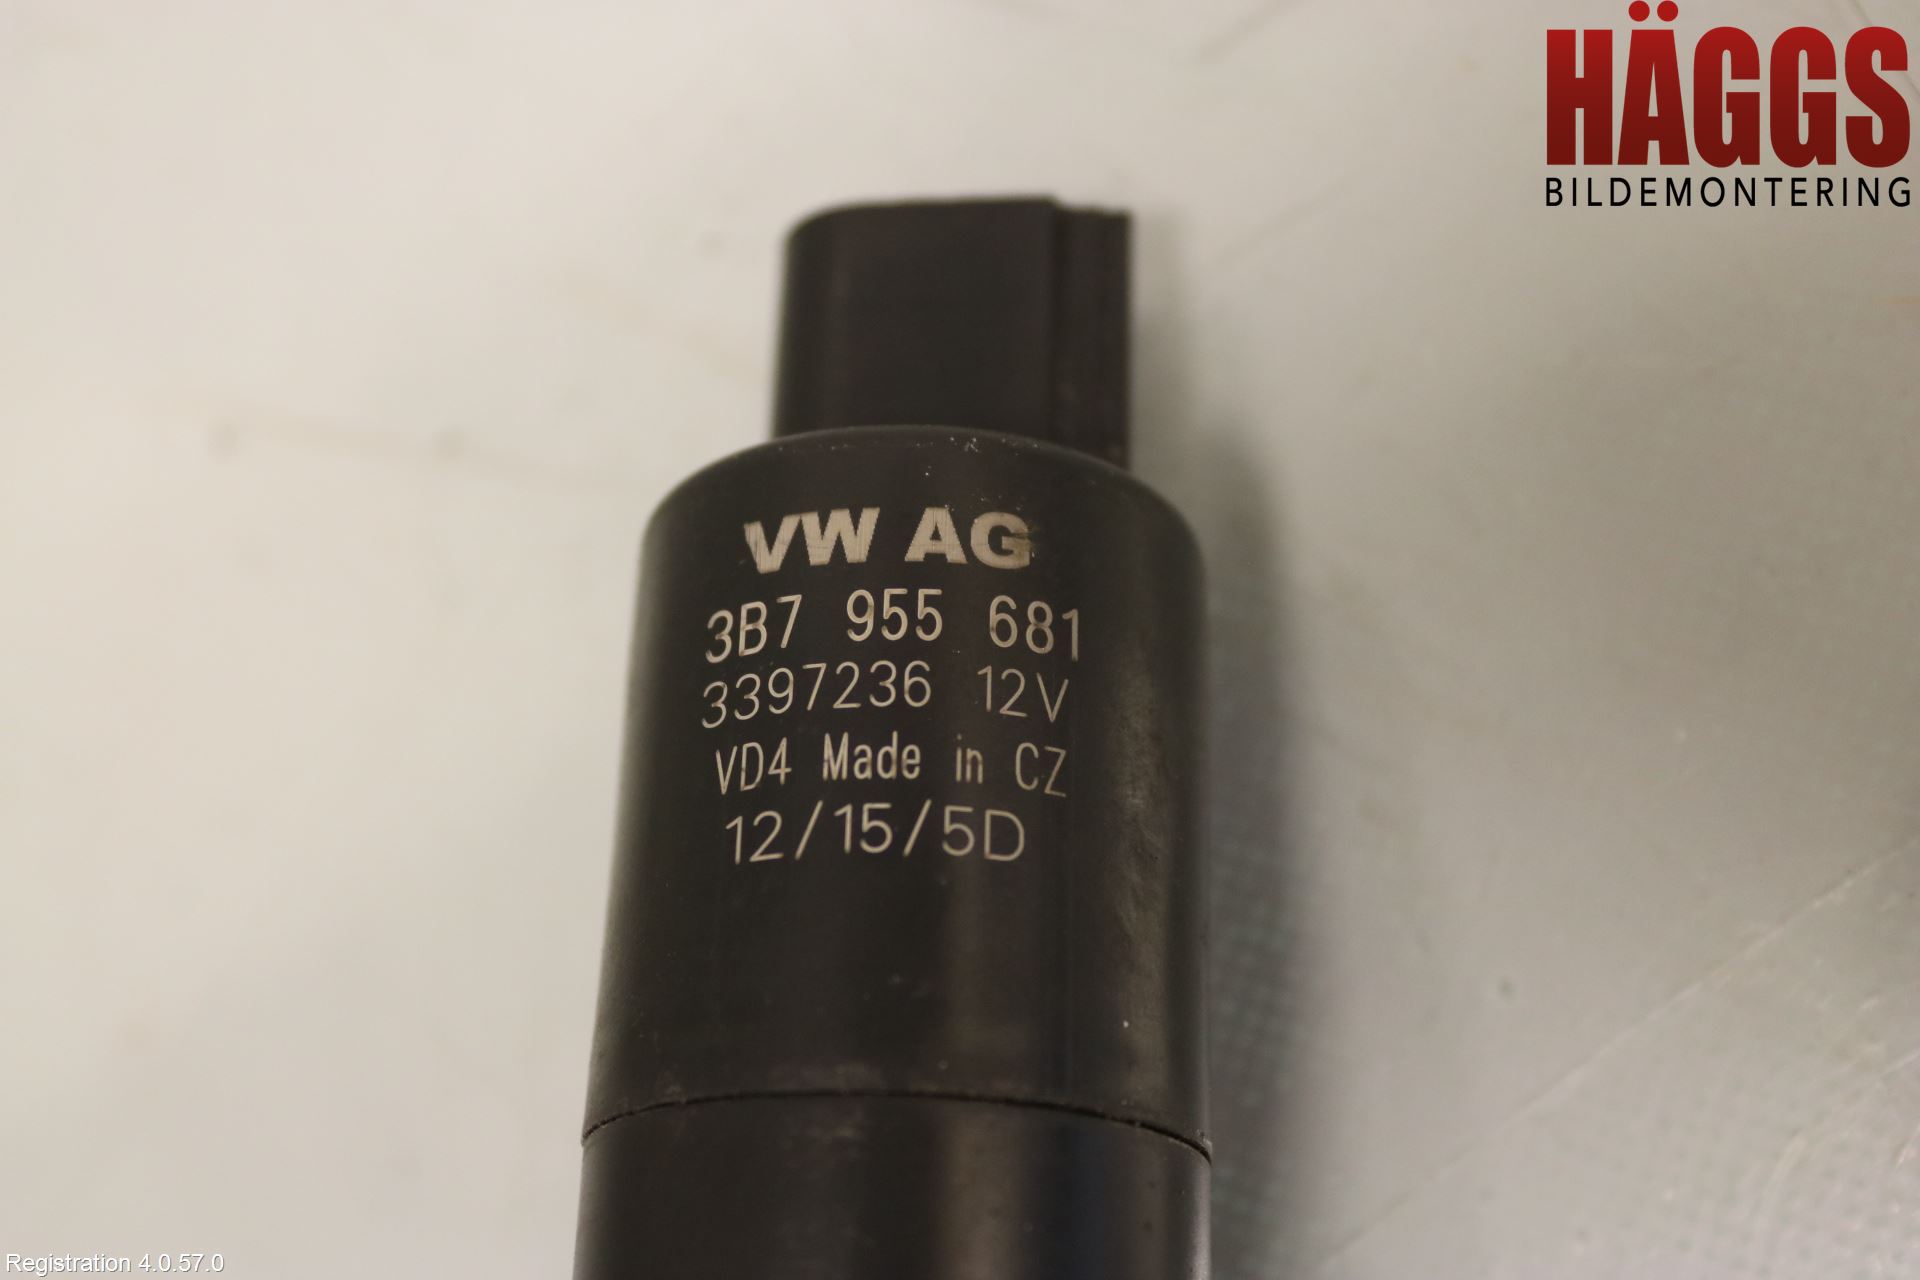 HÄGGS
BILDEMONTERING
VW AG
3B7 955 681
3397236 12V
VD4 Made in CZ
12/15/5D
Registration 4.0.57.0